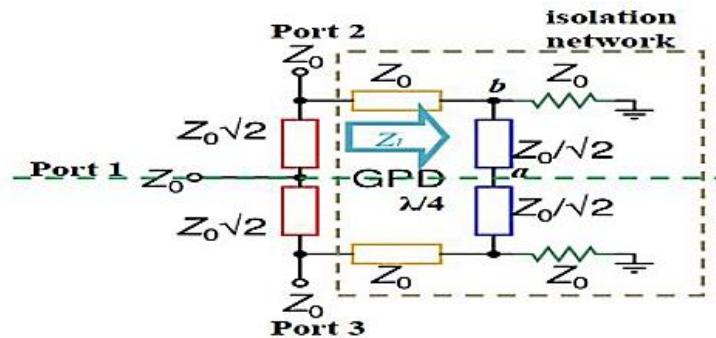 isolation
network
Port 2
Z₀
Z₀
b
Z₀
Z₀√2
Z₁
Z₀/√2
Port 1
Z₀
GPD
a
λ/4
Z₀√2
Z₀/√2
Z₀
Z₀
Z₀
Port 3